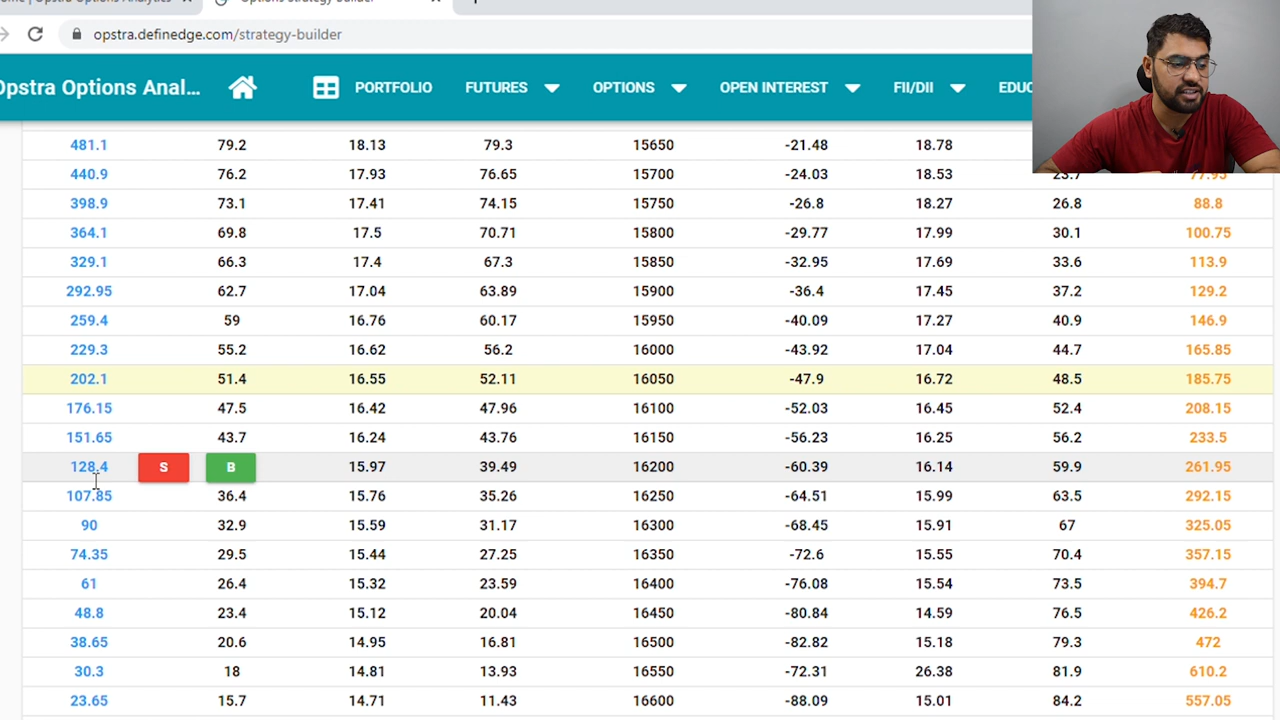 Opstra Options Analytics
Options Strategy Builder
opstra.definedge.com/strategy-builder
Opstra Options Anal...
PORTFOLIO
FUTURES
OPTIONS
OPEN INTEREST
FII/DII
481.1 79.2 18.13 79.3 15650 -21.48 18.78
440.9 76.2 17.93 76.65 15700 -24.03 18.53 23.7 77.95
398.9 73.1 17.41 74.15 15750 -26.8 18.27 26.8 88.8
364.1 69.8 17.5 70.71 15800 -29.77 17.99 30.1 100.75
329.1 66.3 17.4 67.3 15850 -32.95 17.69 33.6 113.9
292.95 62.7 17.04 63.89 15900 -36.4 17.45 37.2 129.2
259.4 59 16.76 60.17 15950 -40.09 17.27 40.9 146.9
229.3 55.2 16.62 56.2 16000 -43.92 17.04 44.7 165.85
202.1 51.4 16.55 52.11 16050 -47.9 16.72 48.5 185.75
176.15 47.5 16.42 47.96 16100 -52.03 16.45 52.4 208.15
151.65 43.7 16.24 43.76 16150 -56.23 16.25 56.2 233.5
128.4 S B 15.97 39.49 16200 -60.39 16.14 59.9 261.95
107.85 36.4 15.76 35.26 16250 -64.51 15.99 63.5 292.15
90 32.9 15.59 31.17 16300 -68.45 15.91 67 325.05
74.35 29.5 15.44 27.25 16350 -72.6 15.55 70.4 357.15
61 26.4 15.32 23.59 16400 -76.08 15.54 73.5 394.7
48.8 23.4 15.12 20.04 16450 -80.84 14.59 76.5 426.2
38.65 20.6 14.95 16.81 16500 -82.82 15.18 79.3 472
30.3 18 14.81 13.93 16550 -72.31 26.38 81.9 610.2
23.65 15.7 14.71 11.43 16600 -88.09 15.01 84.2 557.05